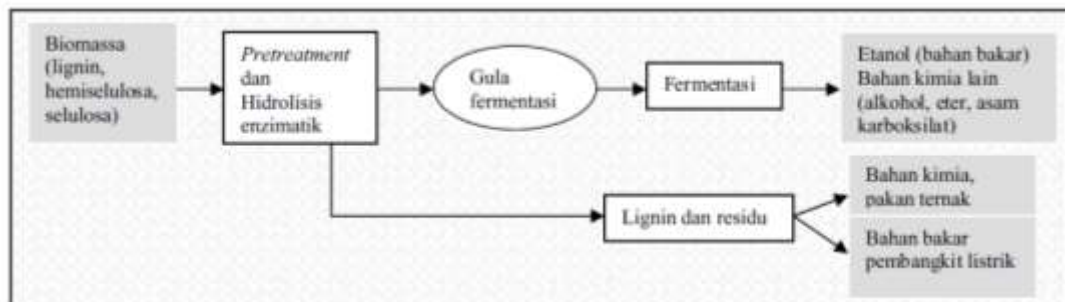 Biomassa
(lignin,
hemiselulosa,
selulosa)
Pretreatment
dan
Hidrolisis
enzimatik
Gula
fermentasi
Fermentasi
Etanol (bahan bakar)
Bahan kimia lain
(alkohol, eter, asam
karboksilat)
Lignin dan residu
Bahan kimia,
pakan ternak
Bahan bakar
pembangkit listrik